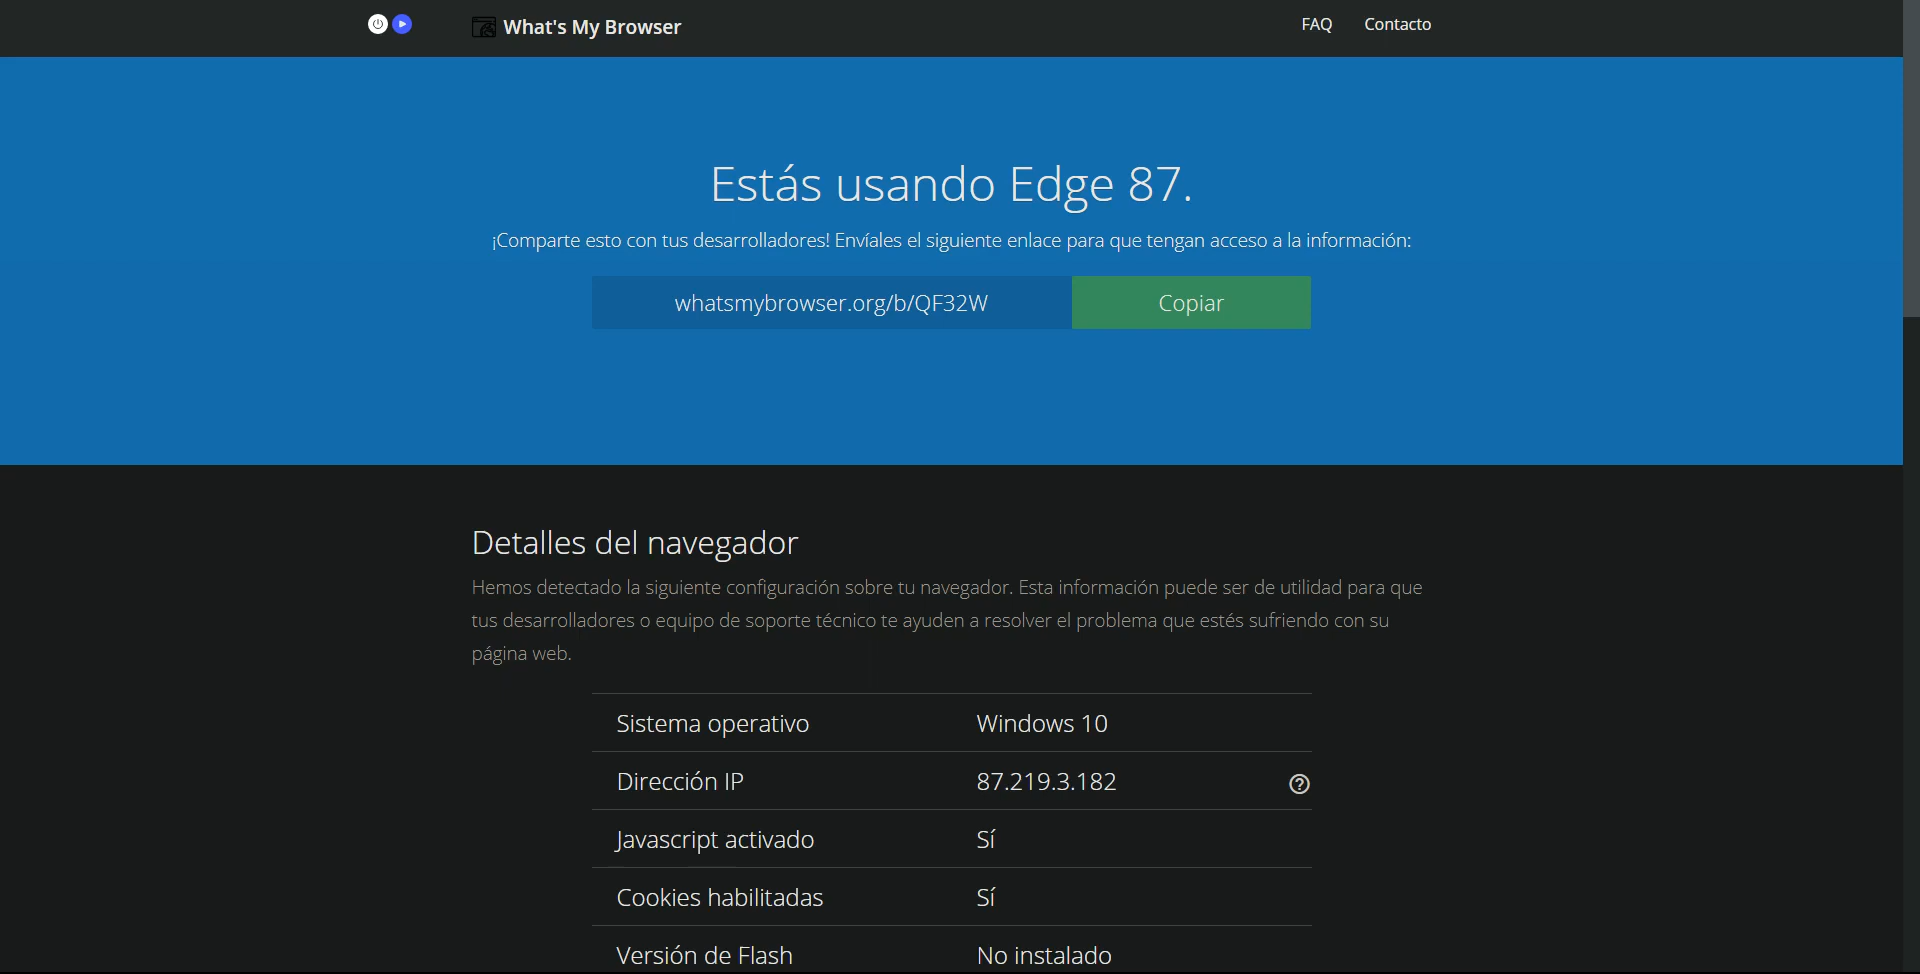 What's My Browser
FAQ
Contacto
Estás usando Edge 87.
¡Comparte esto con tus desarrolladores! Envíales el siguiente enlace para que tengan acceso a la información:
whatsmybrowser.org/b/QF32W
Copiar
Detalles del navegador
Hemos detectado la siguiente configuración sobre tu navegador. Esta información puede ser de utilidad para que
tus desarrolladores o equipo de soporte técnico te ayuden a resolver el problema que estés sufriendo con su
página web.
Sistema operativo Windows 10
Dirección IP 87.219.3.182
Javascript activado Sí
Cookies habilitadas Sí
Versión de Flash No instalado